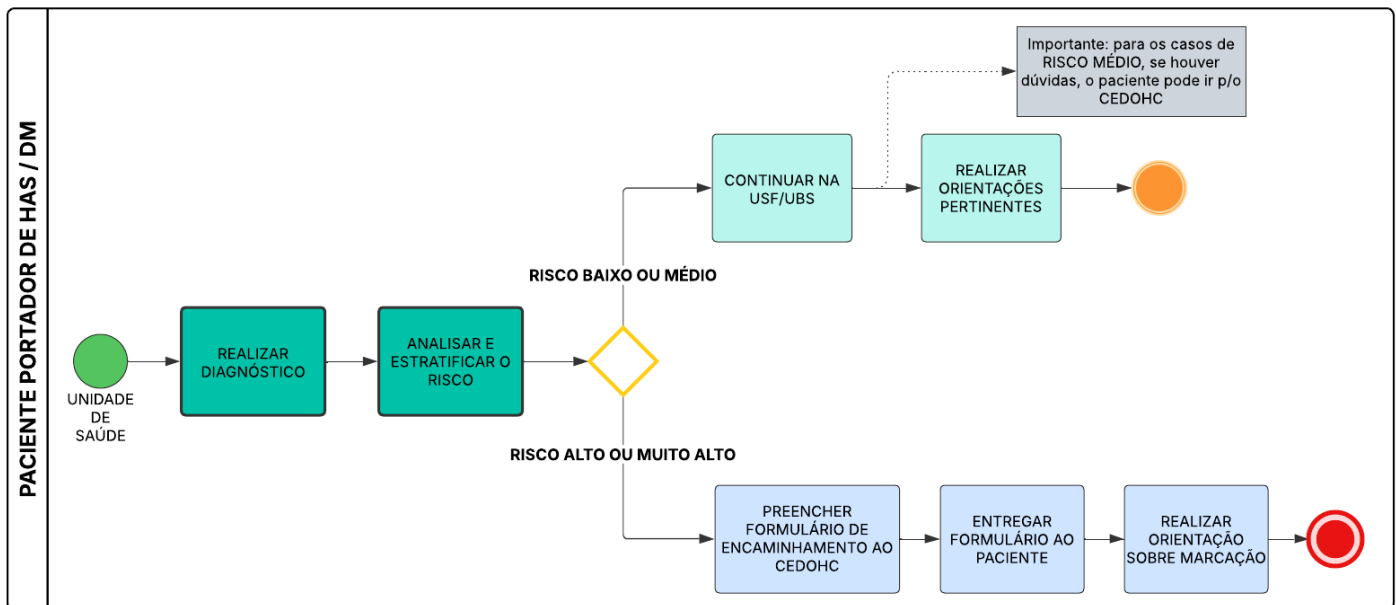 PACIENTE PORTADOR DE HAS / DM
Importante: para os casos de
RISCO MÉDIO, se houver
dúvidas, o paciente pode ir p/o
CEDOHC
CONTINUAR NA
USF/UBS
REALIZAR
ORIENTAÇÕES
PERTINENTES
RISCO BAIXO OU MÉDIO
UNIDADE
DE
SAÚDE
REALIZAR
DIAGNÓSTICO
ANALISAR E
ESTRATIFICAR O
RISCO
RISCO ALTO OU MUITO ALTO
PREENCHER
FORMULÁRIO DE
ENCAMINHAMENTO AO
CEDOHC
ENTREGAR
FORMULÁRIO AO
PACIENTE
REALIZAR
ORIENTAÇÃO
SOBRE MARCAÇÃO